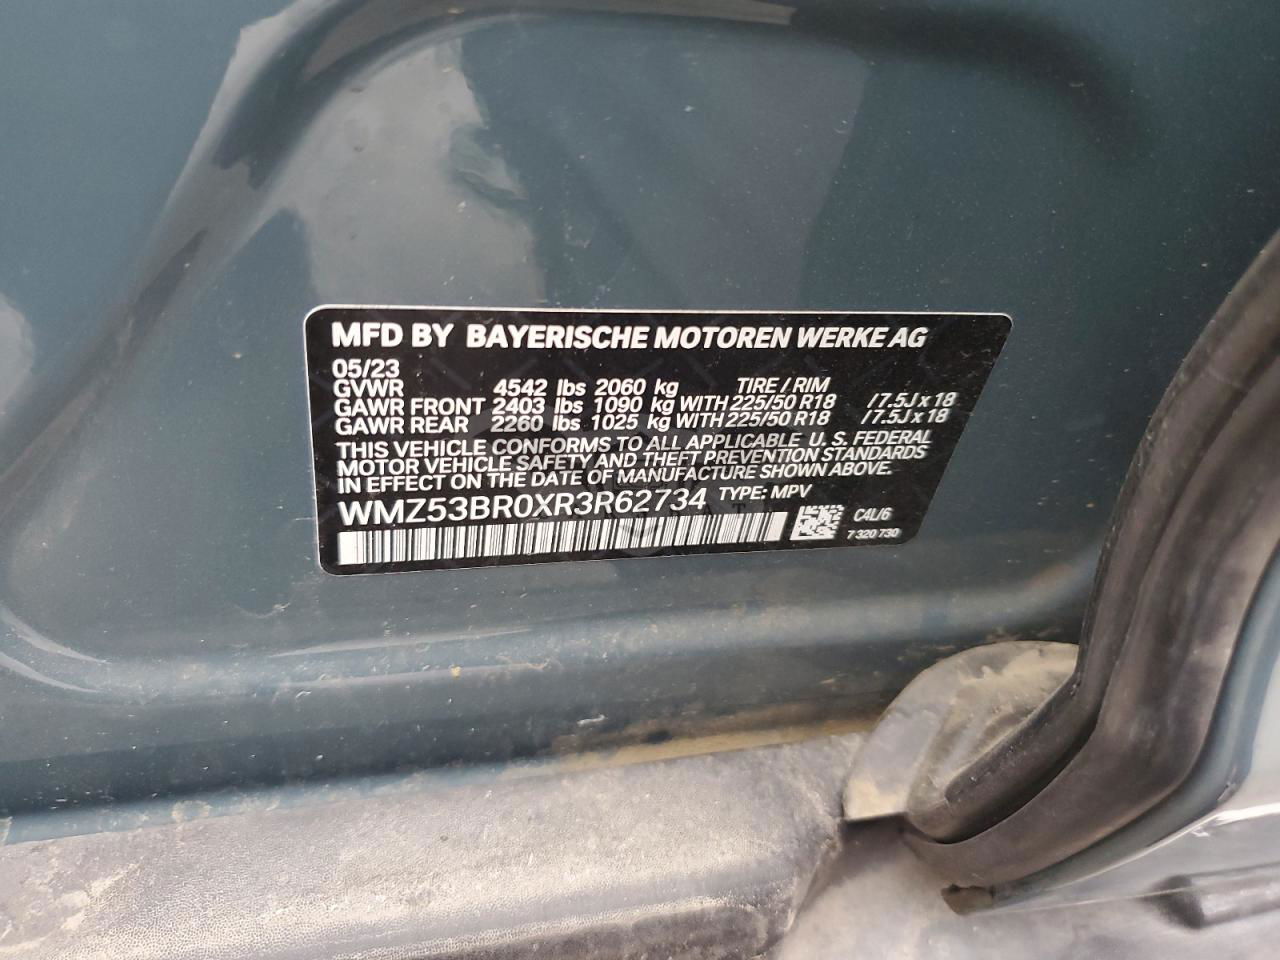 MFD BY BAYERISCHE MOTOREN WERKE AG
05/23
GVWR 4542 lbs 2060 kg TIRE / RIM
GAWR FRONT 2403 lbs 1090 kg WITH 225/50 R18 / 7.5J x 18
GAWR REAR 2260 lbs 1025 kg WITH 225/50 R18 / 7.5J x 18
THIS VEHICLE CONFORMS TO ALL APPLICABLE U. S. FEDERAL
MOTOR VEHICLE SAFETY AND THEFT PREVENTION STANDARDS
IN EFFECT ON THE DATE OF MANUFACTURE SHOWN ABOVE.
WMZ53BR0XR3R62734 TYPE: MPV
C4L/6
7 320 730